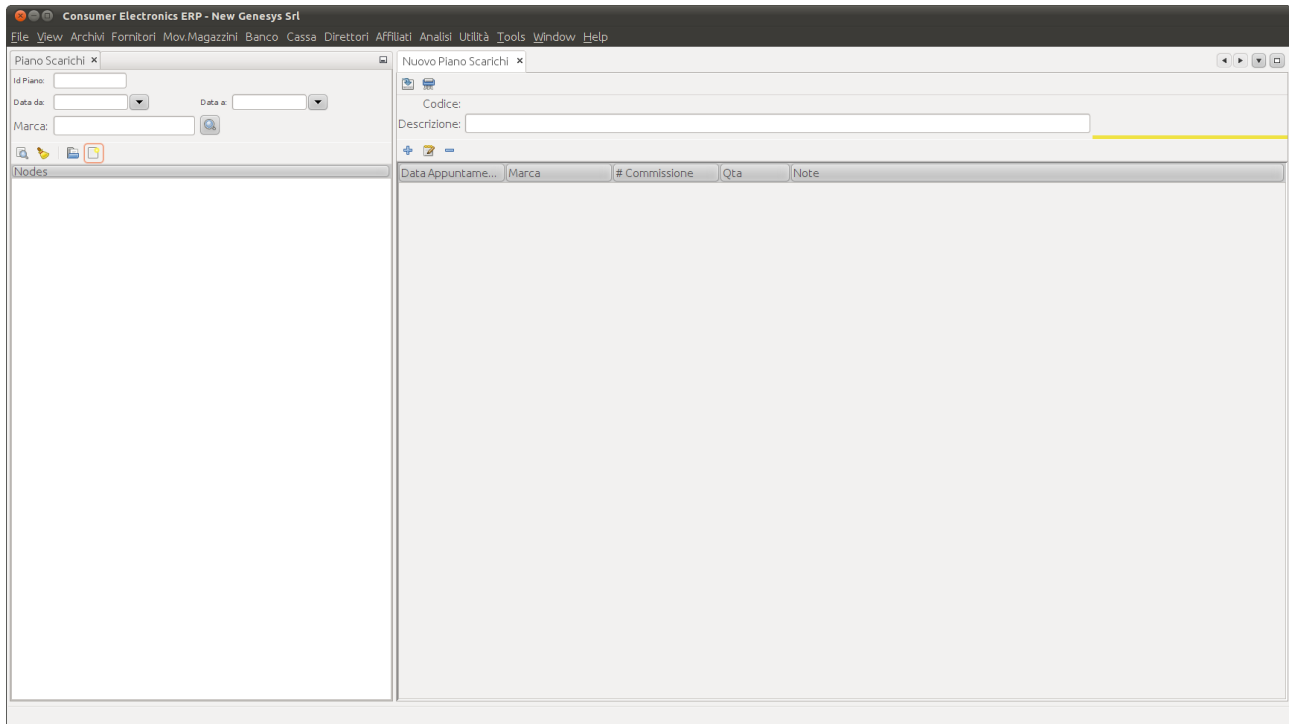 Consumer Electronics ERP - New Genesys Srl
File View Archivi Fornitori Mov.Magazzini Banco Cassa Direttori Affiliati Analisi Utilità Tools Window Help
Piano Scarichi
Id Piano:
Data da: Data a:
Marca:
Nodes
Nuovo Piano Scarichi
Codice:
Descrizione:
Data Appuntame... Marca # Commissione Qta Note